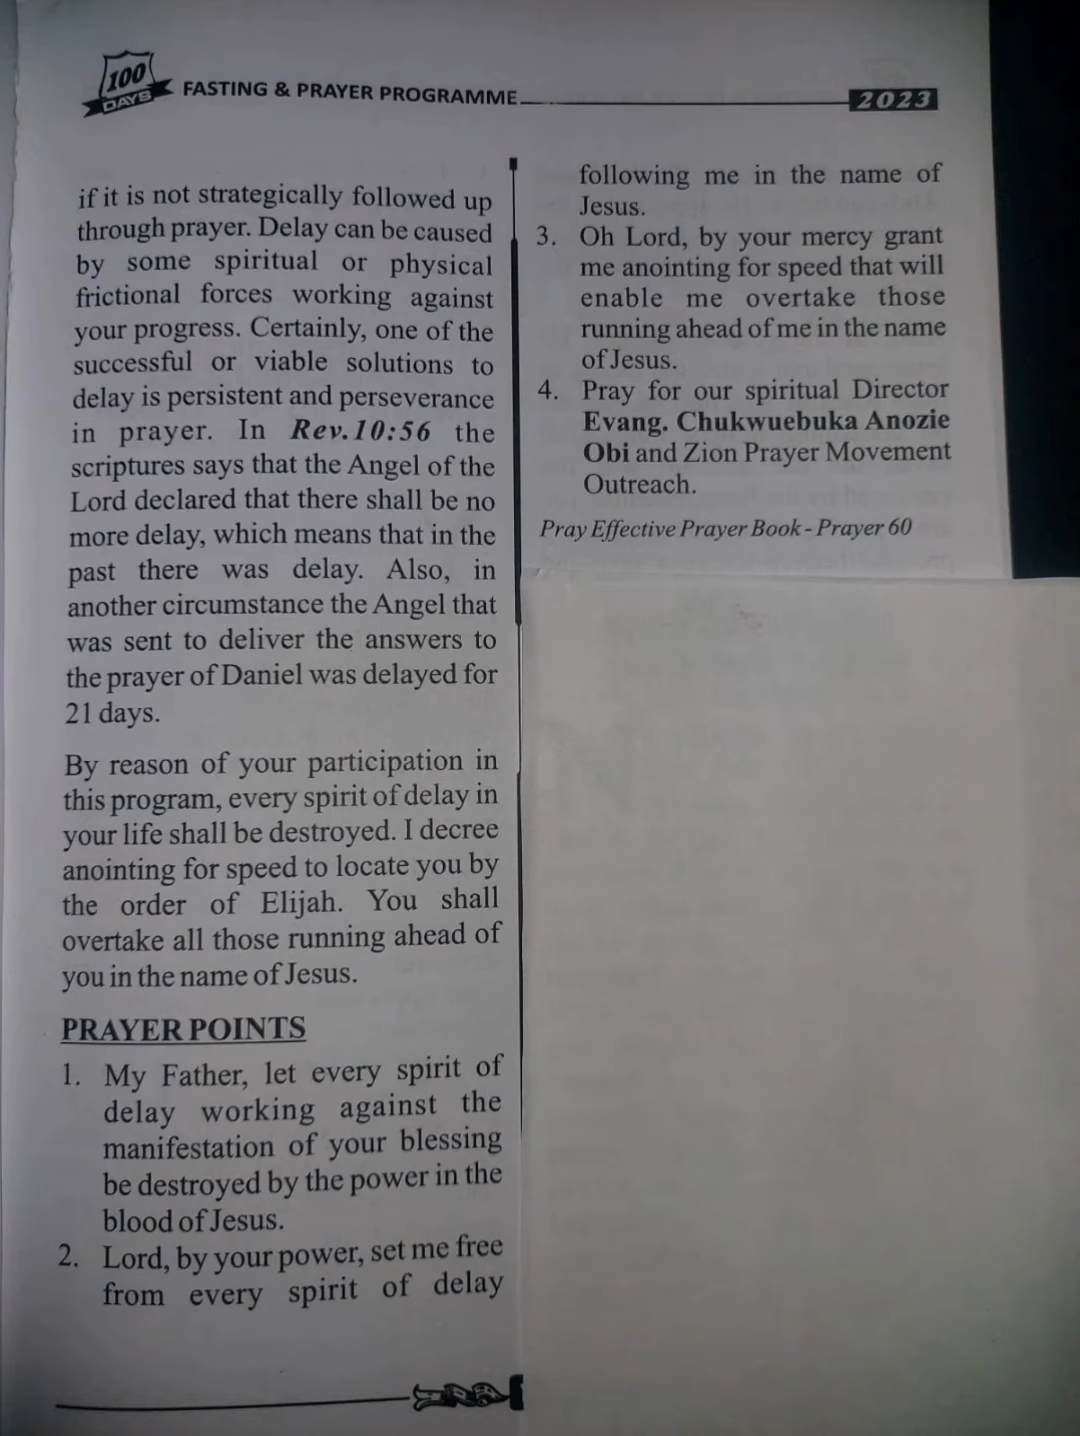 100
DAYS
FASTING & PRAYER PROGRAMME
2023
if it is not strategically followed up
through prayer. Delay can be caused
by some spiritual or physical
frictional forces working against
your progress. Certainly, one of the
successful or viable solutions to
delay is persistent and perseverance
in prayer. In Rev.10:56 the
scriptures says that the Angel of the
Lord declared that there shall be no
more delay, which means that in the
past there was delay. Also, in
another circumstance the Angel that
was sent to deliver the answers to
the prayer of Daniel was delayed for
21 days.
By reason of your participation in
this program, every spirit of delay in
your life shall be destroyed. I decree
anointing for speed to locate you by
the order of Elijah. You shall
overtake all those running ahead of
you in the name of Jesus.
PRAYER POINTS
1. My Father, let every spirit of
delay working against the
manifestation of your blessing
be destroyed by the power in the
blood of Jesus.
2. Lord, by your power, set me free
from every spirit of delay
following me in the name of
Jesus.
3. Oh Lord, by your mercy grant
me anointing for speed that will
enable me overtake those
running ahead of me in the name
of Jesus.
4. Pray for our spiritual Director
Evang. Chukwuebuka Anozie
Obi and Zion Prayer Movement
Outreach.
Pray Effective Prayer Book - Prayer 60